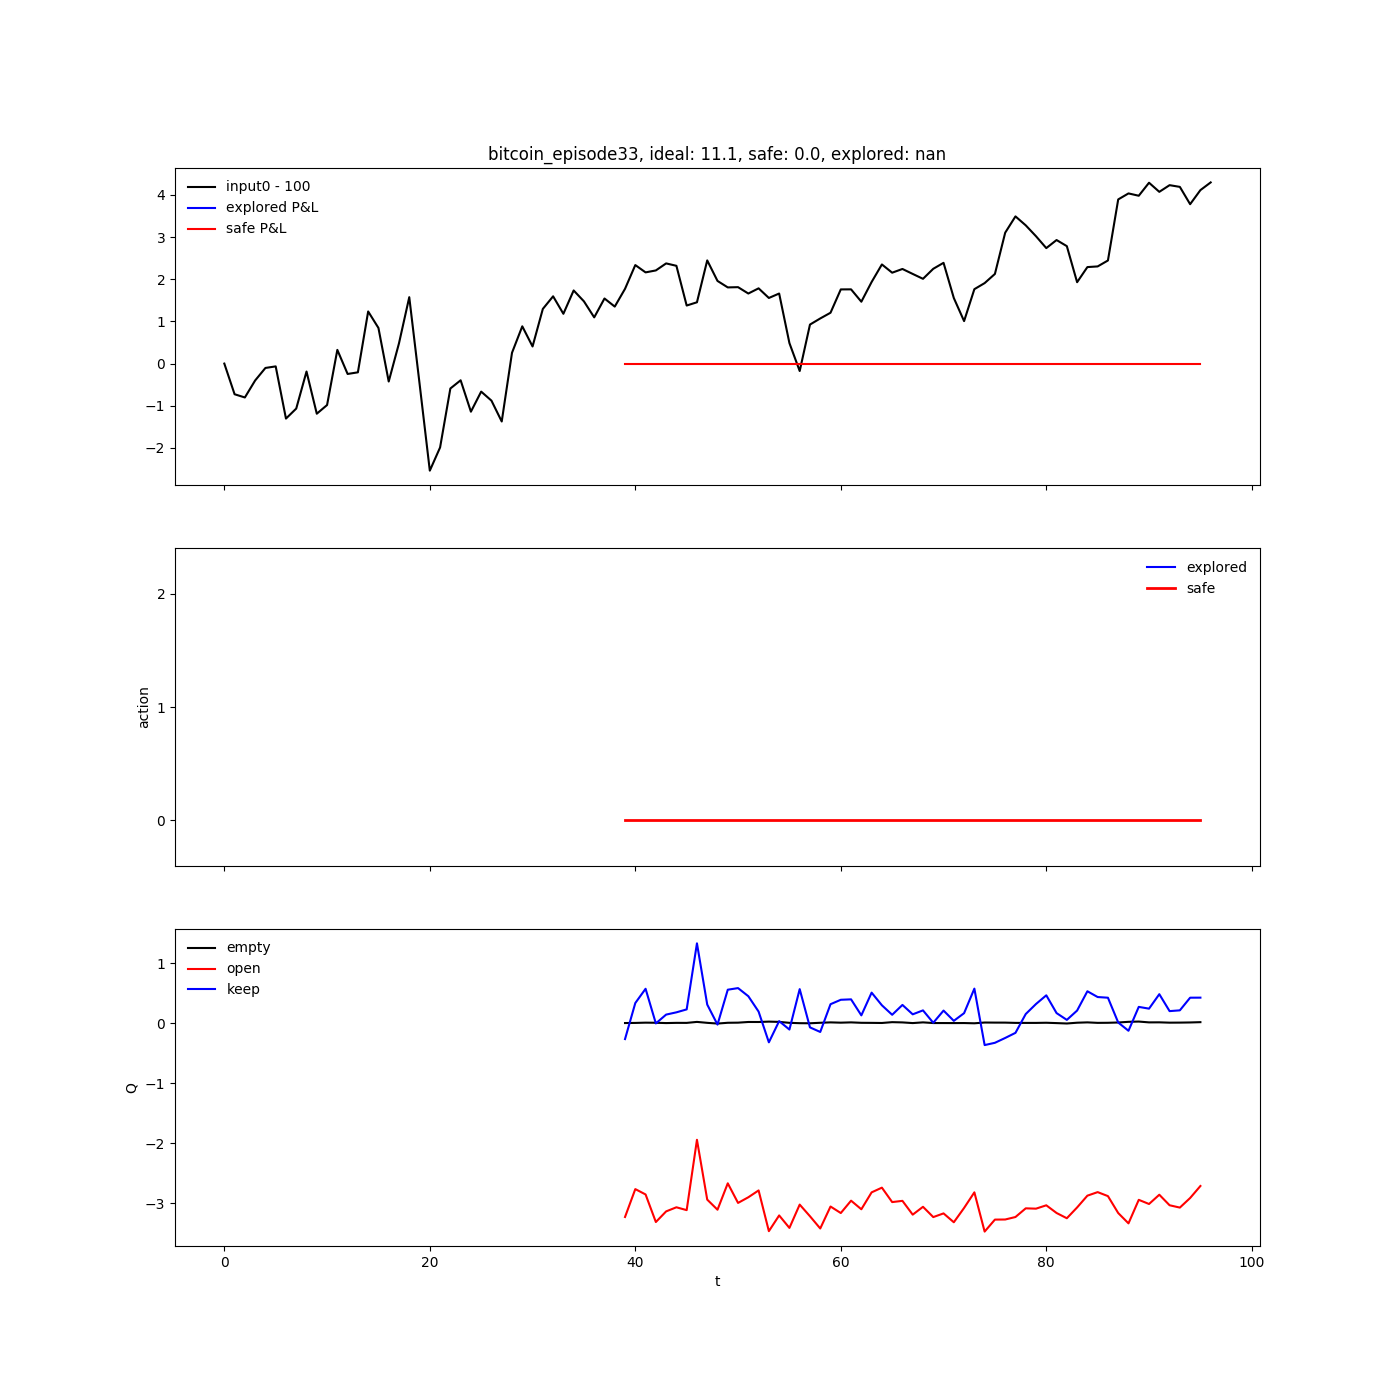 bitcoin_episode33, ideal: 11.1, safe: 0.0, explored: nan
input0 - 100
explored P&L
safe P&L
4
3
2
1
0
−1
−2
explored
safe
2
1
0
action
empty
open
keep
1
0
−1
−2
−3
Q
0 20 40 60 80 100
t